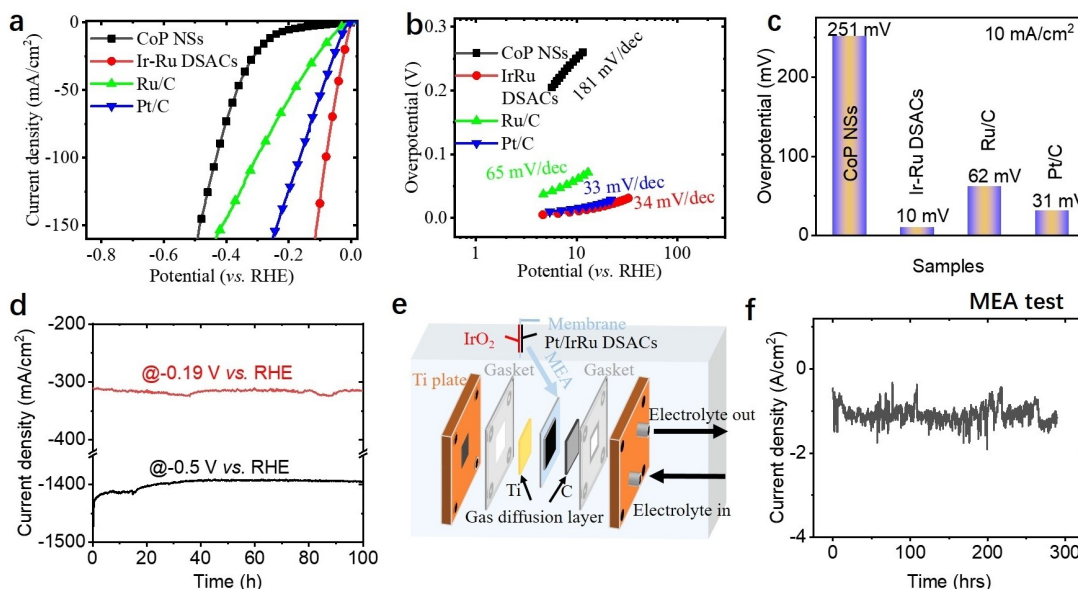 a
Current density (mA/cm²)
0
-50
-100
-150
CoP NSs
Ir-Ru DSACs
Ru/C
Pt/C
-0.8
-0.6
-0.4
-0.2
0.0
Potential (vs. RHE)
b
Overpotential (V)
0.3
0.2
0.1
0.0
CoP NSs
IrRu
DSACs
Ru/C
Pt/C
181 mV/dec
65 mV/dec
33 mV/dec
34 mV/dec
1
10
100
Potential (vs. RHE)
c
Overpotential (mV)
200
100
0
251 mV
10 mA/cm²
CoP NSs
Ir-Ru DSACs
10 mV
Ru/C
62 mV
Pt/C
31 mV
Samples
d
Current density (mA/cm²)
-200
-300
-400
-1400
-1500
@-0.19 V vs. RHE
@-0.5 V vs. RHE
0
20
40
60
80
100
Time (h)
e
Membrane
IrO₂
Pt/IrRu DSACs
MEA
Ti plate
Gasket
Gasket
Electrolyte out
Ti
C
Gas diffusion layer
Electrolyte in
f
MEA test
Current density (A/cm²)
0
-2
-4
0
100
200
300
Time (hrs)